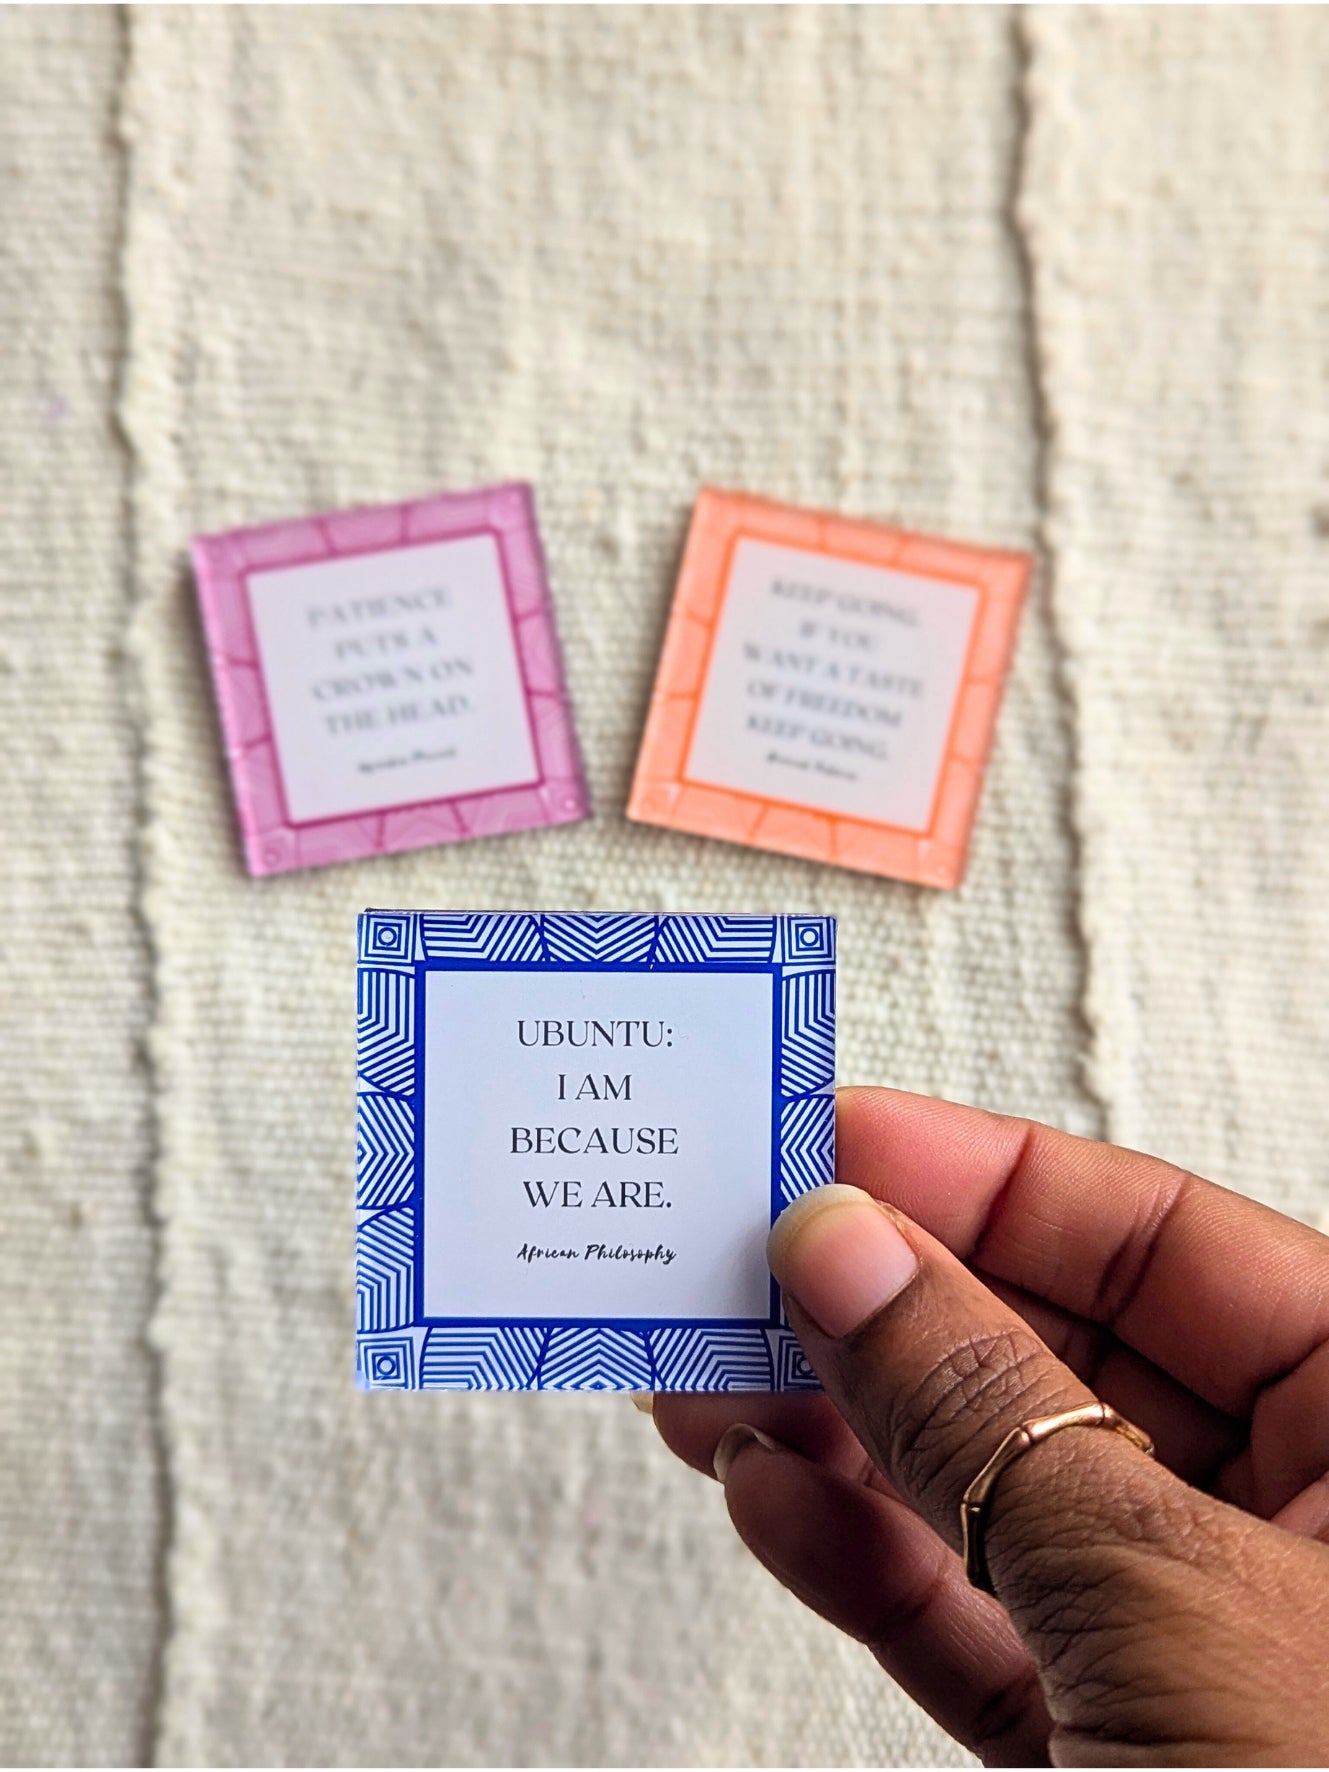 PATIENCE
PUTS A
CROWN ON
THE HEAD.
KEEP GOING.
IF YOU
WANT A TASTE
OF FREEDOM
KEEP GOING.
UBUNTU:
I AM
BECAUSE
WE ARE.
African Philosophy